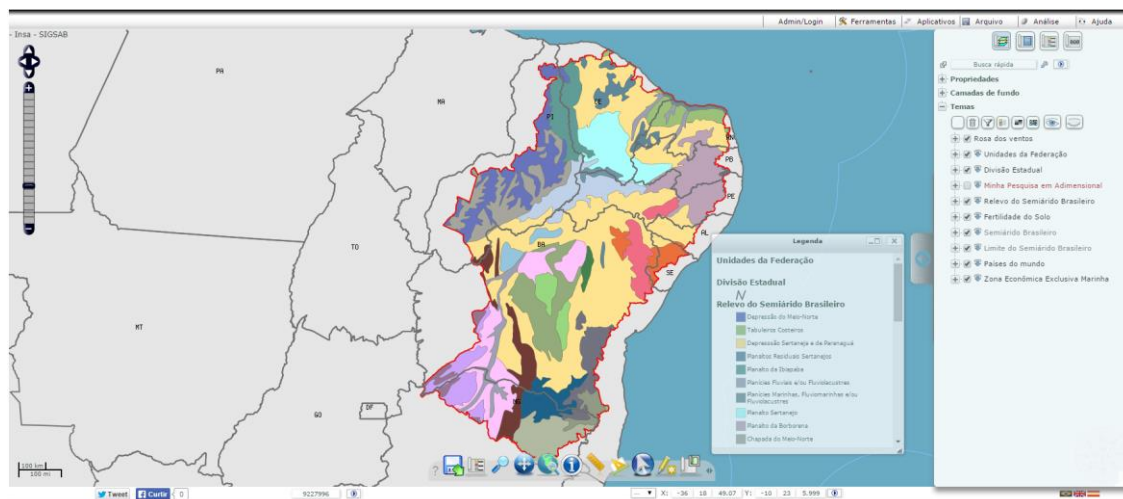 Admin/Login Ferramentas Aplicativos Arquivo Análise Ajuda
- Insa - SIGSAB
Busca rápida
Propriedades
Camadas de fundo
Temas
Rosa dos ventos
Unidades da Federação
Divisão Estadual
Minha Pesquisa em Adimensional
Relevo do Semiárido Brasileiro
Fertilidade do Solo
Semiárido Brasileiro
Limite do Semiárido Brasileiro
Países do mundo
Zona Econômica Exclusiva Marinha
PA
MA
CE
PI
RN
PB
PE
TO
AL
BA
SE
MT
GO
DF
MG
Legenda
Unidades da Federação
Divisão Estadual
Relevo do Semiárido Brasileiro
Depressão do Meio-Norte
Tabuleiros Costeiros
Depressão Sertaneja e de Paranaguá
Planaltos Residuais Sertanejos
Planalto da Ibiapaba
Planícies Fluviais e/ou Fluviolacustres
Planícies Marinhas, Fluviomarinhas e/ou
Fluviolacustres
Planalto Sertanejo
Planalto da Borborema
Chapada do Meio-Norte
100 km
100 mi
Tweet Curtir 0 9227996 -- X: -36 18 49.07 Y: -10 23 5.999